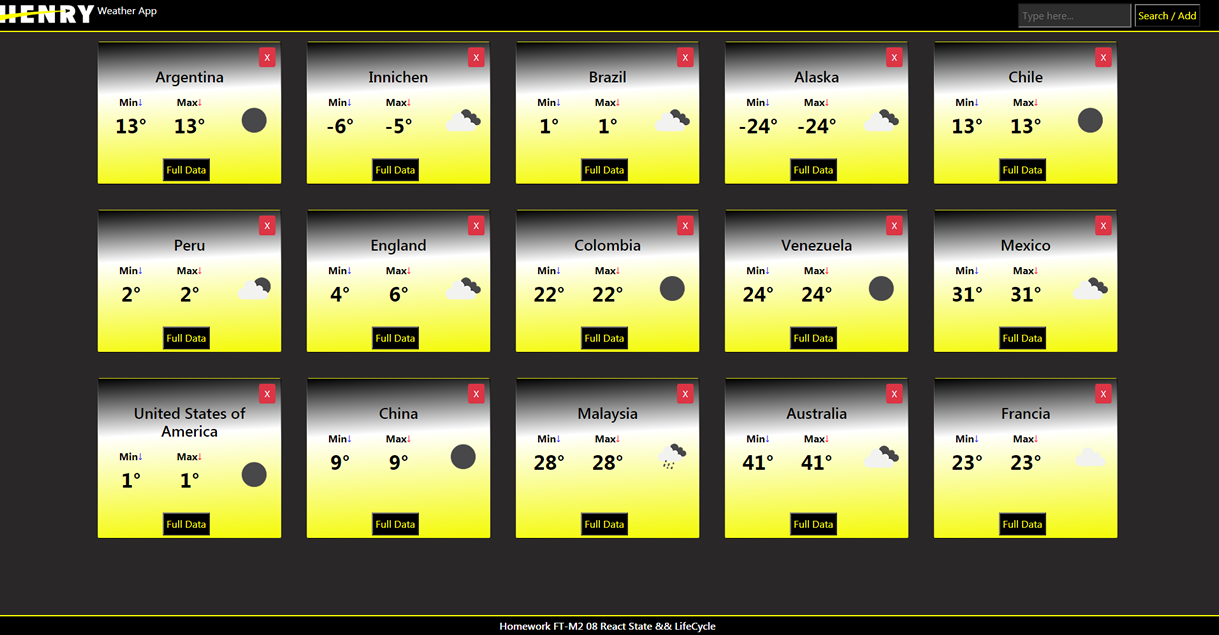 HENRY Weather App Type here... Search / Add
X X X X X
Argentina Innichen Brazil Alaska Chile
Min↓ Max↓ Min↓ Max↓ Min↓ Max↓ Min↓ Max↓ Min↓ Max↓
13° 13° -6° -5° 1° 1° -24° -24° 13° 13°
Full Data Full Data Full Data Full Data Full Data
X X X X X
Peru England Colombia Venezuela Mexico
Min↓ Max↓ Min↓ Max↓ Min↓ Max↓ Min↓ Max↓ Min↓ Max↓
2° 2° 4° 6° 22° 22° 24° 24° 31° 31°
Full Data Full Data Full Data Full Data Full Data
X X X X X
United States of China Malaysia Australia Francia
America
Min↓ Max↓ Min↓ Max↓ Min↓ Max↓ Min↓ Max↓ Min↓ Max↓
1° 1° 9° 9° 28° 28° 41° 41° 23° 23°
Full Data Full Data Full Data Full Data Full Data
Homework FT-M2 08 React State && LifeCycle